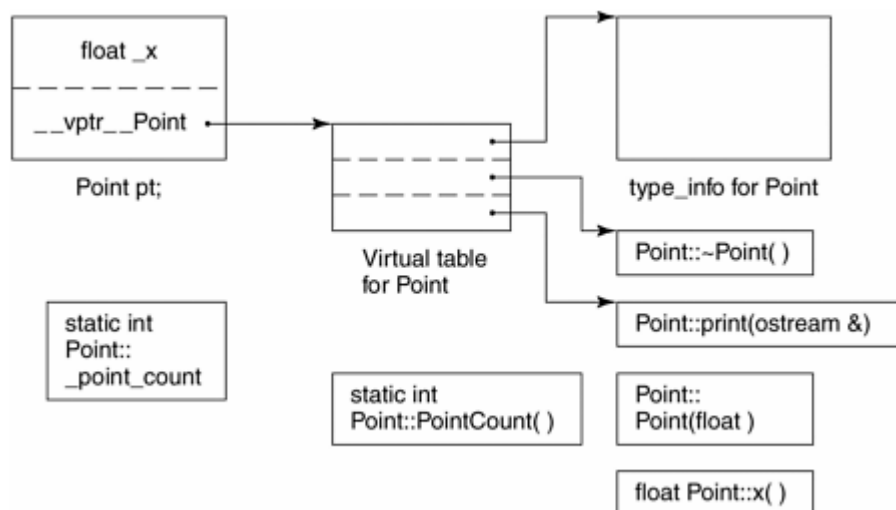 float _x
__vptr__Point
Point pt;
Virtual table
for Point
type_info for Point
Point::~Point( )
Point::print(ostream &)
static int
Point::
_point_count
static int
Point::PointCount( )
Point::
Point(float )
float Point::x( )